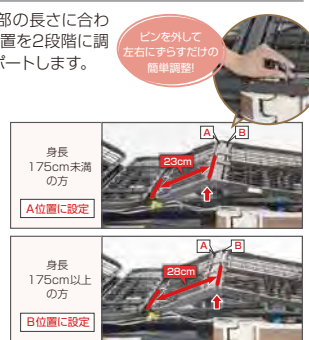 部の長さに合わ
置を2段階に調
ポートします。
ピンを外して
左右にずらすだけの
簡単調整!
A B
身長
175cm未満
の方
A位置に設定
23cm
A B
身長
175cm以上
の方
B位置に設定
28cm